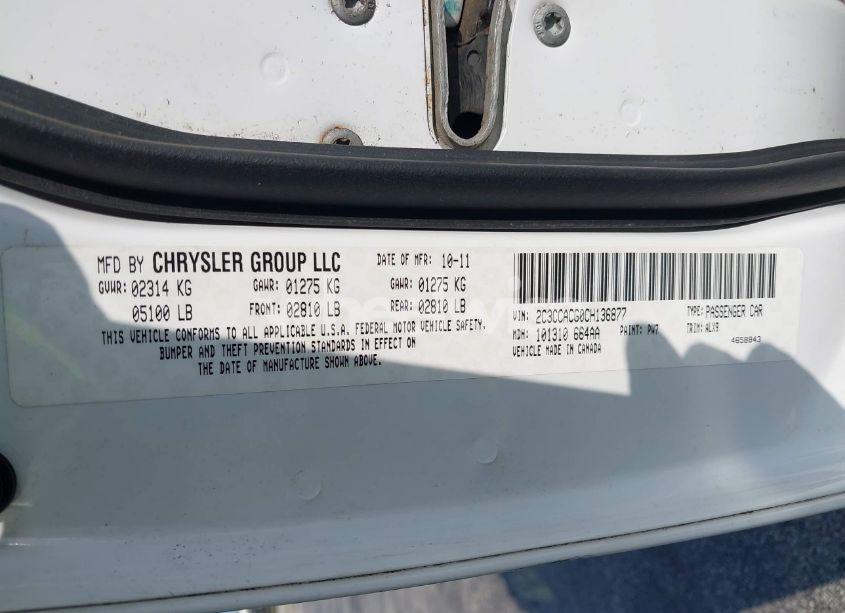 MFD BY CHRYSLER GROUP LLC
DATE OF MFR: 10-11
GVWR: 02314 KG
GAWR: 01275 KG
GAWR: 01275 KG
05100 LB
FRONT: 02810 LB
REAR: 02810 LB
THIS VEHICLE CONFORMS TO ALL APPLICABLE U.S.A. FEDERAL MOTOR VEHICLE SAFETY,
BUMPER AND THEFT PREVENTION STANDARDS IN EFFECT ON
THE DATE OF MANUFACTURE SHOWN ABOVE.
VIN: 2C3CCACG0CH136877
TYPE: PASSENGER CAR
MDH: 101310 664AA
PAINT: PW7
TRIM: ALX9
VEHICLE MADE IN CANADA
4658843